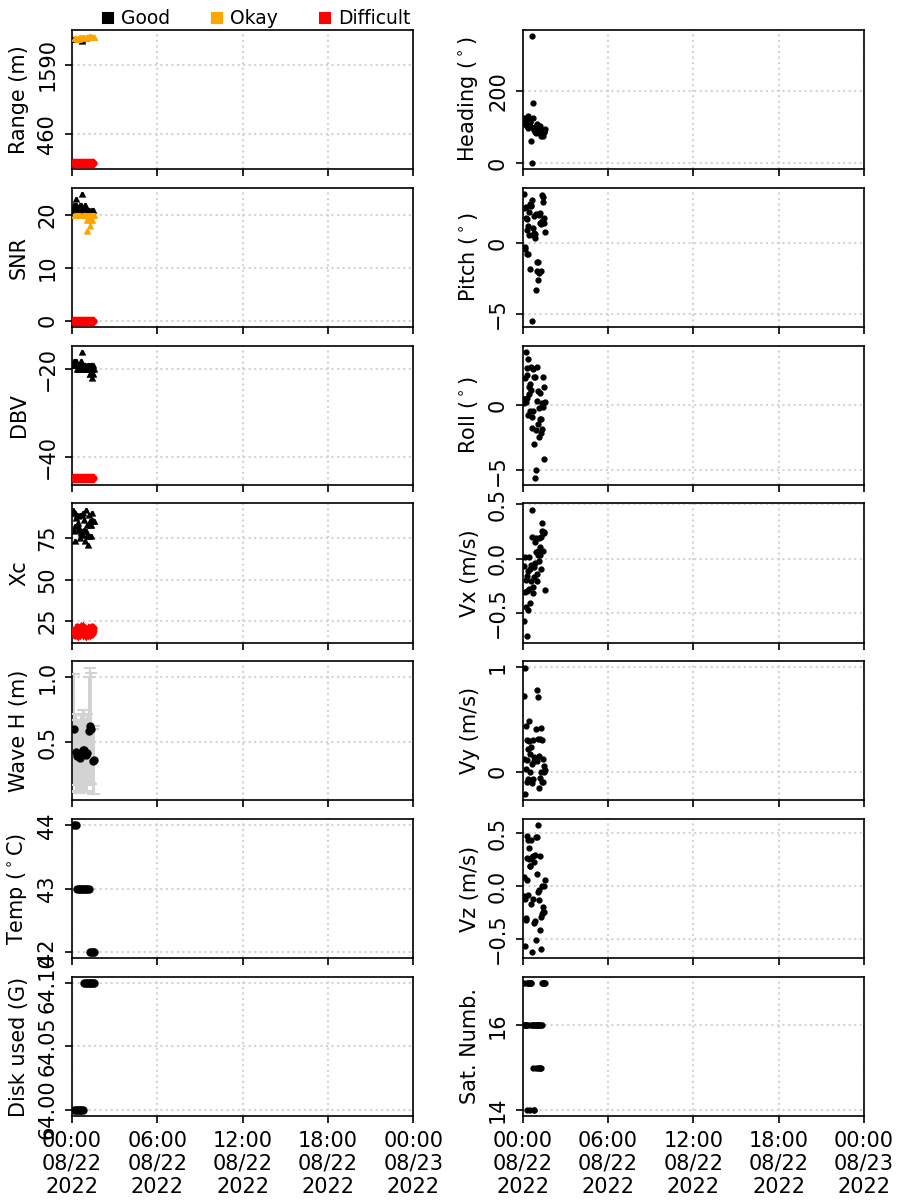 Good Okay Difficult
Range (m)
1590
460
Heading (°)
200
0
SNR
20
10
0
Pitch (°)
0
−5
DBV
−20
−40
Roll (°)
0
−5
Xc
75
50
25
Vx (m/s)
0.5
0.0
−0.5
Wave H (m)
1.0
0.5
Vy (m/s)
1
0
Temp (°C)
44
43
42
Vz (m/s)
0.5
0.0
−0.5
Disk used (G)
64.10
64.05
64.00
Sat. Numb.
16
14
00:00 06:00 12:00 18:00 00:00
08/22 08/22 08/22 08/22 08/23
2022 2022 2022 2022 2022
00:00 06:00 12:00 18:00 00:00
08/22 08/22 08/22 08/22 08/23
2022 2022 2022 2022 2022